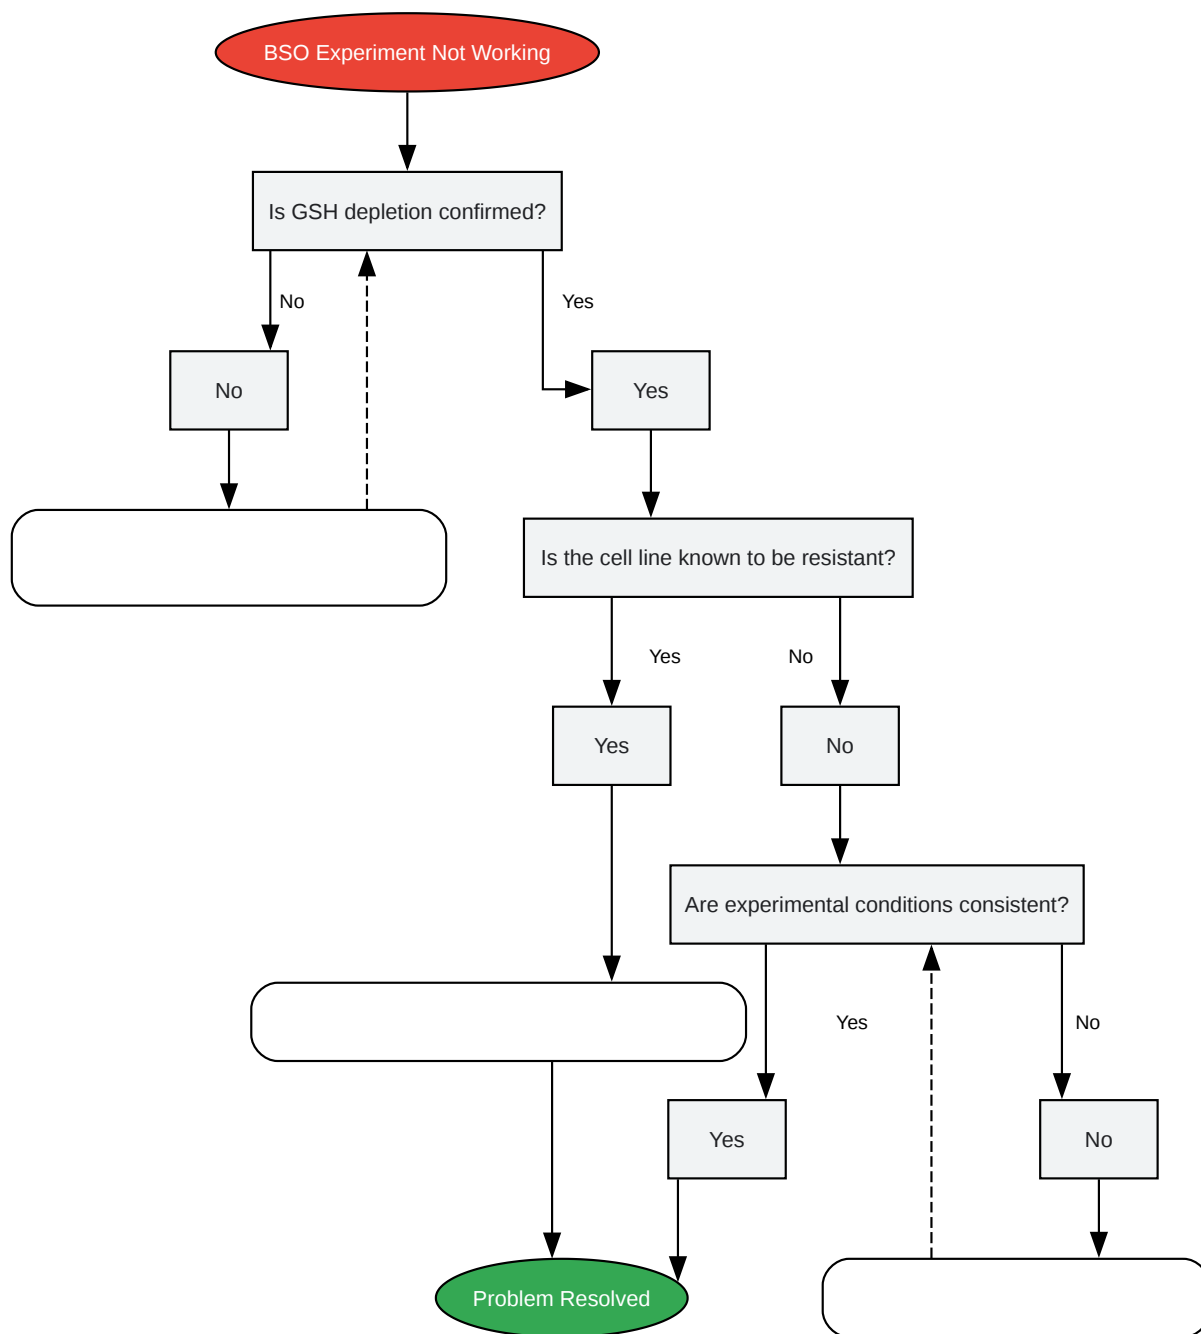 BSO Experiment Not Working
Is GSH depletion confirmed?
No
Yes
No
Yes
Is the cell line known to be resistant?
Yes
No
Yes
No
Are experimental conditions consistent?
Yes
No
Yes
No
Problem Resolved